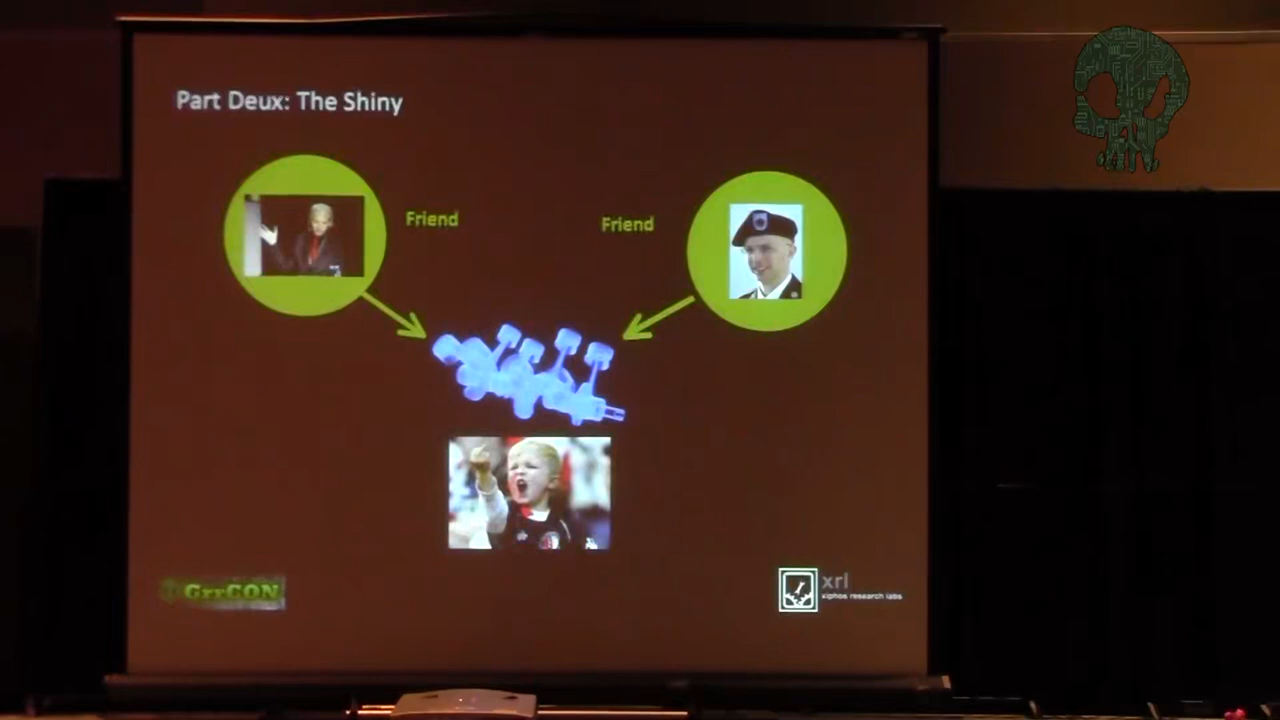 Part Deux: The Shiny
Friend
Friend
GrrCON
xrl
xiphos research labs